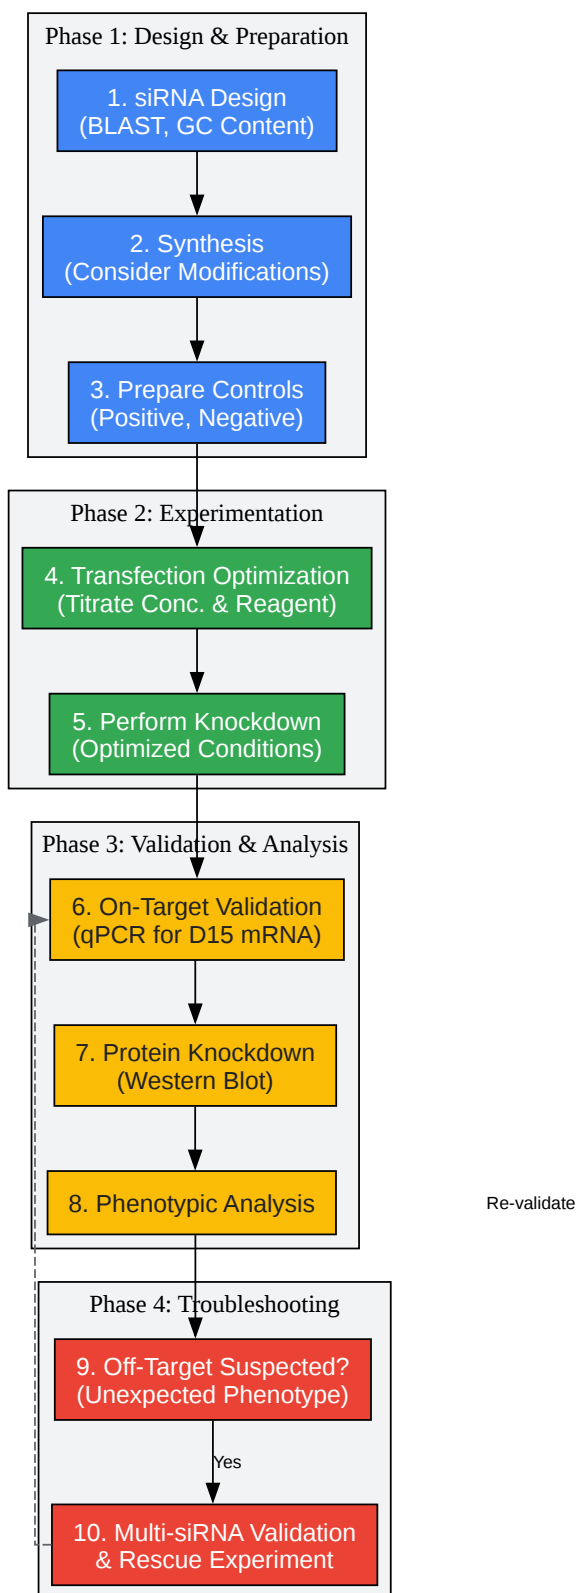 Phase 1: Design & Preparation
1. siRNA Design
(BLAST, GC Content)
2. Synthesis
(Consider Modifications)
3. Prepare Controls
(Positive, Negative)
Phase 2: Experimentation
4. Transfection Optimization
(Titrate Conc. & Reagent)
5. Perform Knockdown
(Optimized Conditions)
Phase 3: Validation & Analysis
6. On-Target Validation
(qPCR for D15 mRNA)
7. Protein Knockdown
(Western Blot)
8. Phenotypic Analysis
Re-validate
Phase 4: Troubleshooting
9. Off-Target Suspected?
(Unexpected Phenotype)
Yes
10. Multi-siRNA Validation
& Rescue Experiment